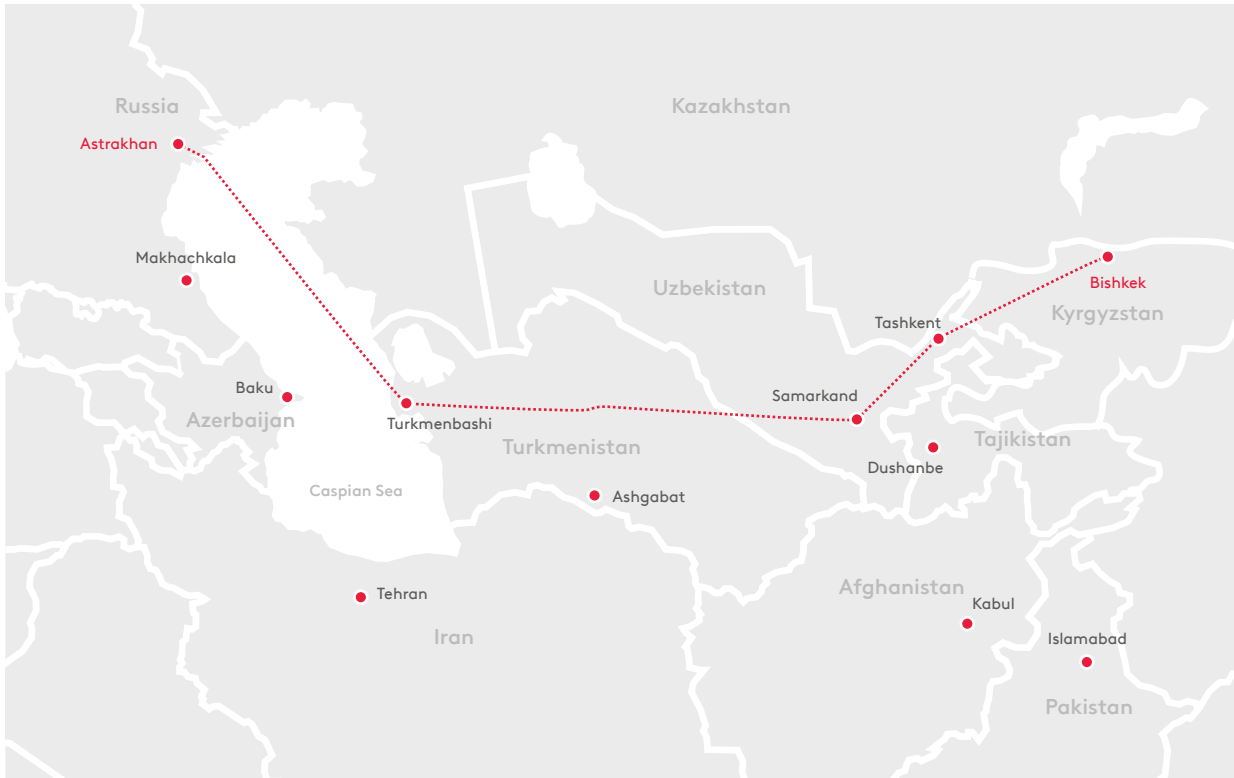 Russia
Kazakhstan
Astrakhan
Makhachkala
Bishkek
Uzbekistan
Kyrgyzstan
Tashkent
Baku
Samarkand
Azerbaijan
Turkmenbashi
Tajikistan
Turkmenistan
Dushanbe
Caspian Sea
Ashgabat
Afghanistan
Tehran
Kabul
Iran
Islamabad
Pakistan